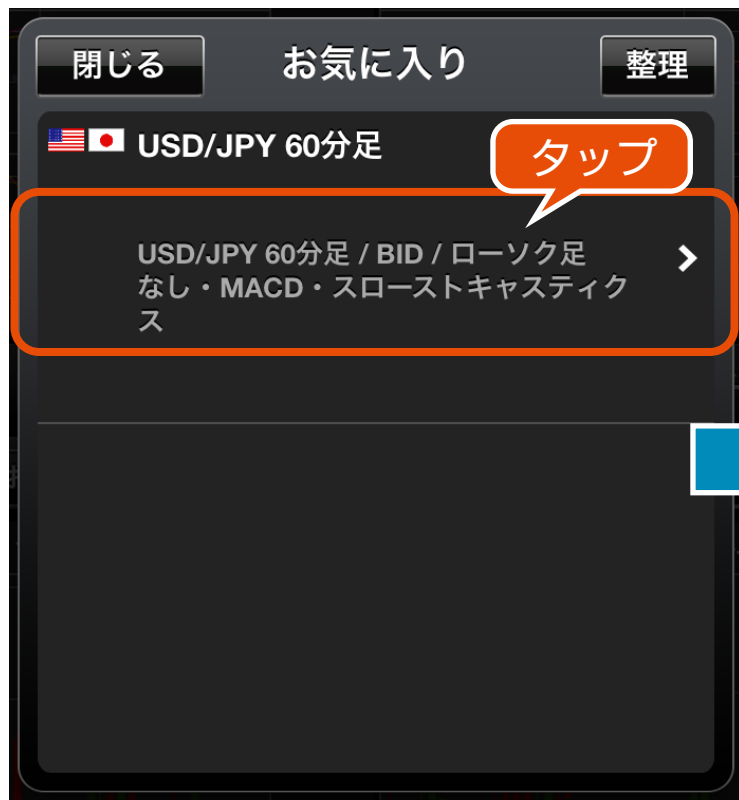 閉じる お気に入り 整理
USD/JPY 60分足
タップ
USD/JPY 60分足 / BID / ローソク足
なし・MACD・スローストキャスティク
ス